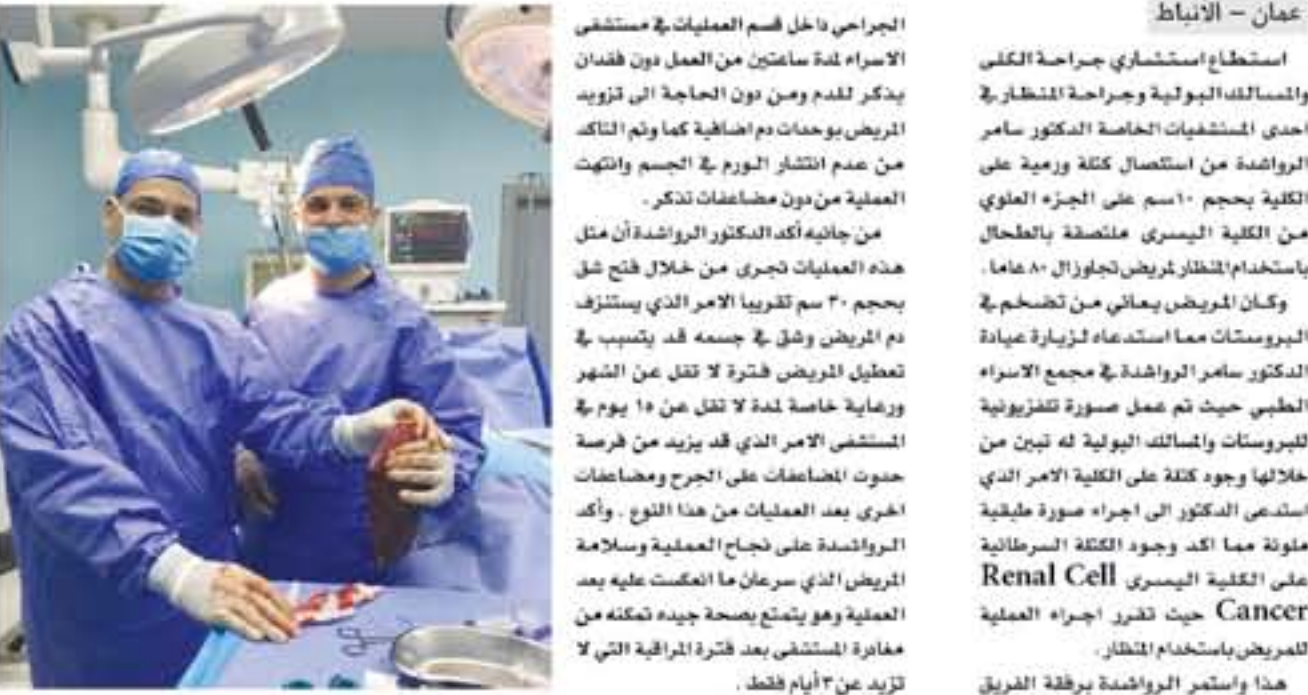 عمان – الانباط
استطاع استشاري جراحة الكلى
والمسالك البولية وجراحة المنظار في
احدى المستشفيات الخاصة الدكتور سامر
الرواشدة من استئصال كتلة ورمية على
الكلية بحجم ١٠سم على الجزء العلوي
من الكلية اليسرى ملتصقة بالطحال
باستخدام المنظار لمريض تجاوز ال ٨٠ عاما .
وكان المريض يعاني من تضخم في
البروستات مما استدعاه لزيارة عيادة
الدكتور سامر الرواشدة في مجمع الاسراء
الطبي حيث تم عمل صورة تلفزيونية
للبروستات والمسالك البولية له تبين من
خلالها وجود كتلة على الكلية الامر الذي
استدعى الدكتور الى اجراء صورة طبقية
ملونة مما اكد وجود الكتلة السرطانية
على الكلية اليسرى Renal Cell
Cancer حيث تقرر اجراء العملية
للمريض باستخدام المنظار .
هذا واستمر الرواشدة برفقة الفريق
الجراحي داخل قسم العمليات في مستشفى
الاسراء لمدة ساعتين من العمل دون فقدان
يذكر للدم ومن دون الحاجة الى تزويد
المريض بوحدات دم اضافية كما وتم التاكد
من عدم انتشار الورم في الجسم وانتهت
العملية من دون مضاعفات تذكر .
من جانبه أكد الدكتور الرواشدة أن مثل
هذه العمليات تجرى من خلال فتح شق
بحجم ٣٠ سم تقريبا الامر الذي يستنزف
دم المريض وشق في جسمه قد يتسبب في
تعطيل المريض فترة لا تقل عن الشهر
ورعاية خاصة لمدة لا تقل عن ١٥ يوم في
المستشفى الامر الذي قد يزيد من فرصة
حدوث المضاعفات على الجرح ومضاعفات
اخرى بعد العمليات من هذا النوع . وأكد
الرواشدة على نجاح العملية وسلامة
المريض الذي سرعان ما انعكست عليه بعد
العملية وهو يتمتع بصحة جيده تمكنه من
مغادرة المستشفى بعد فترة المراقبة التي لا
تزيد عن ٣ أيام فقط .